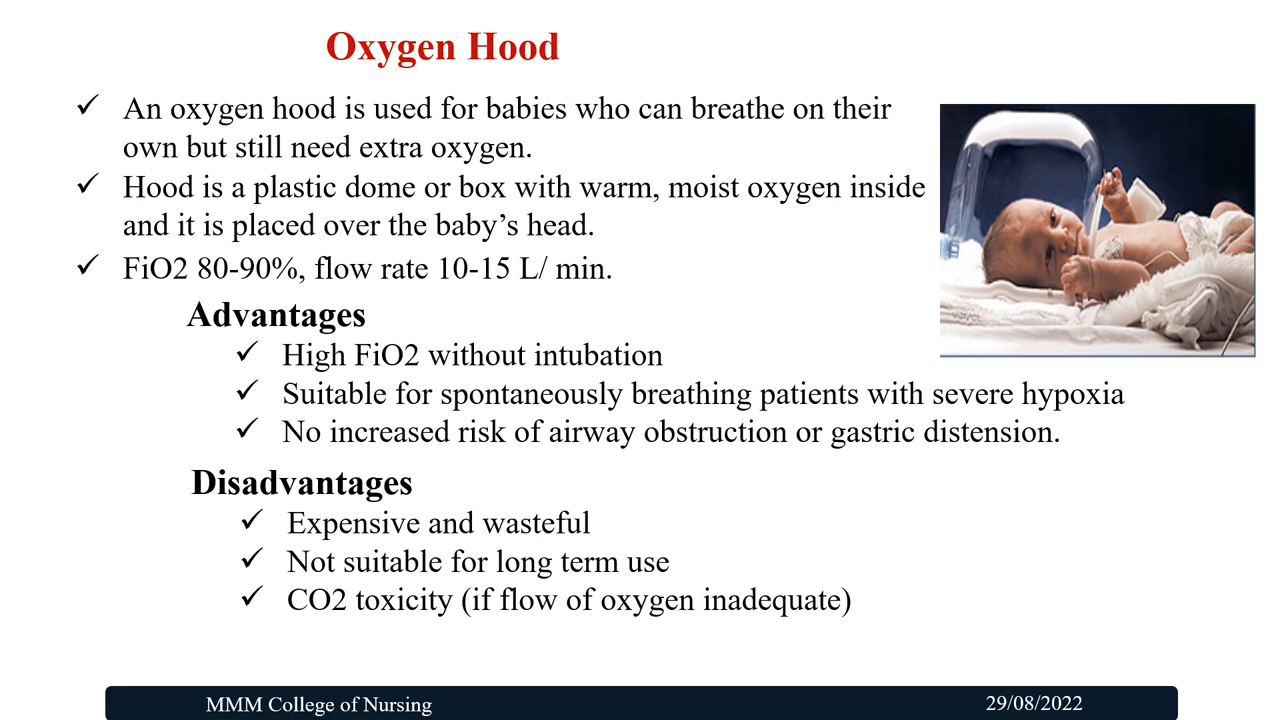 Oxygen Hood
✓ An oxygen hood is used for babies who can breathe on their
own but still need extra oxygen.
✓ Hood is a plastic dome or box with warm, moist oxygen inside
and it is placed over the baby’s head.
✓ FiO2 80-90%, flow rate 10-15 L/ min.
Advantages
✓ High FiO2 without intubation
✓ Suitable for spontaneously breathing patients with severe hypoxia
✓ No increased risk of airway obstruction or gastric distension.
Disadvantages
✓ Expensive and wasteful
✓ Not suitable for long term use
✓ CO2 toxicity (if flow of oxygen inadequate)
MMM College of Nursing 29/08/2022